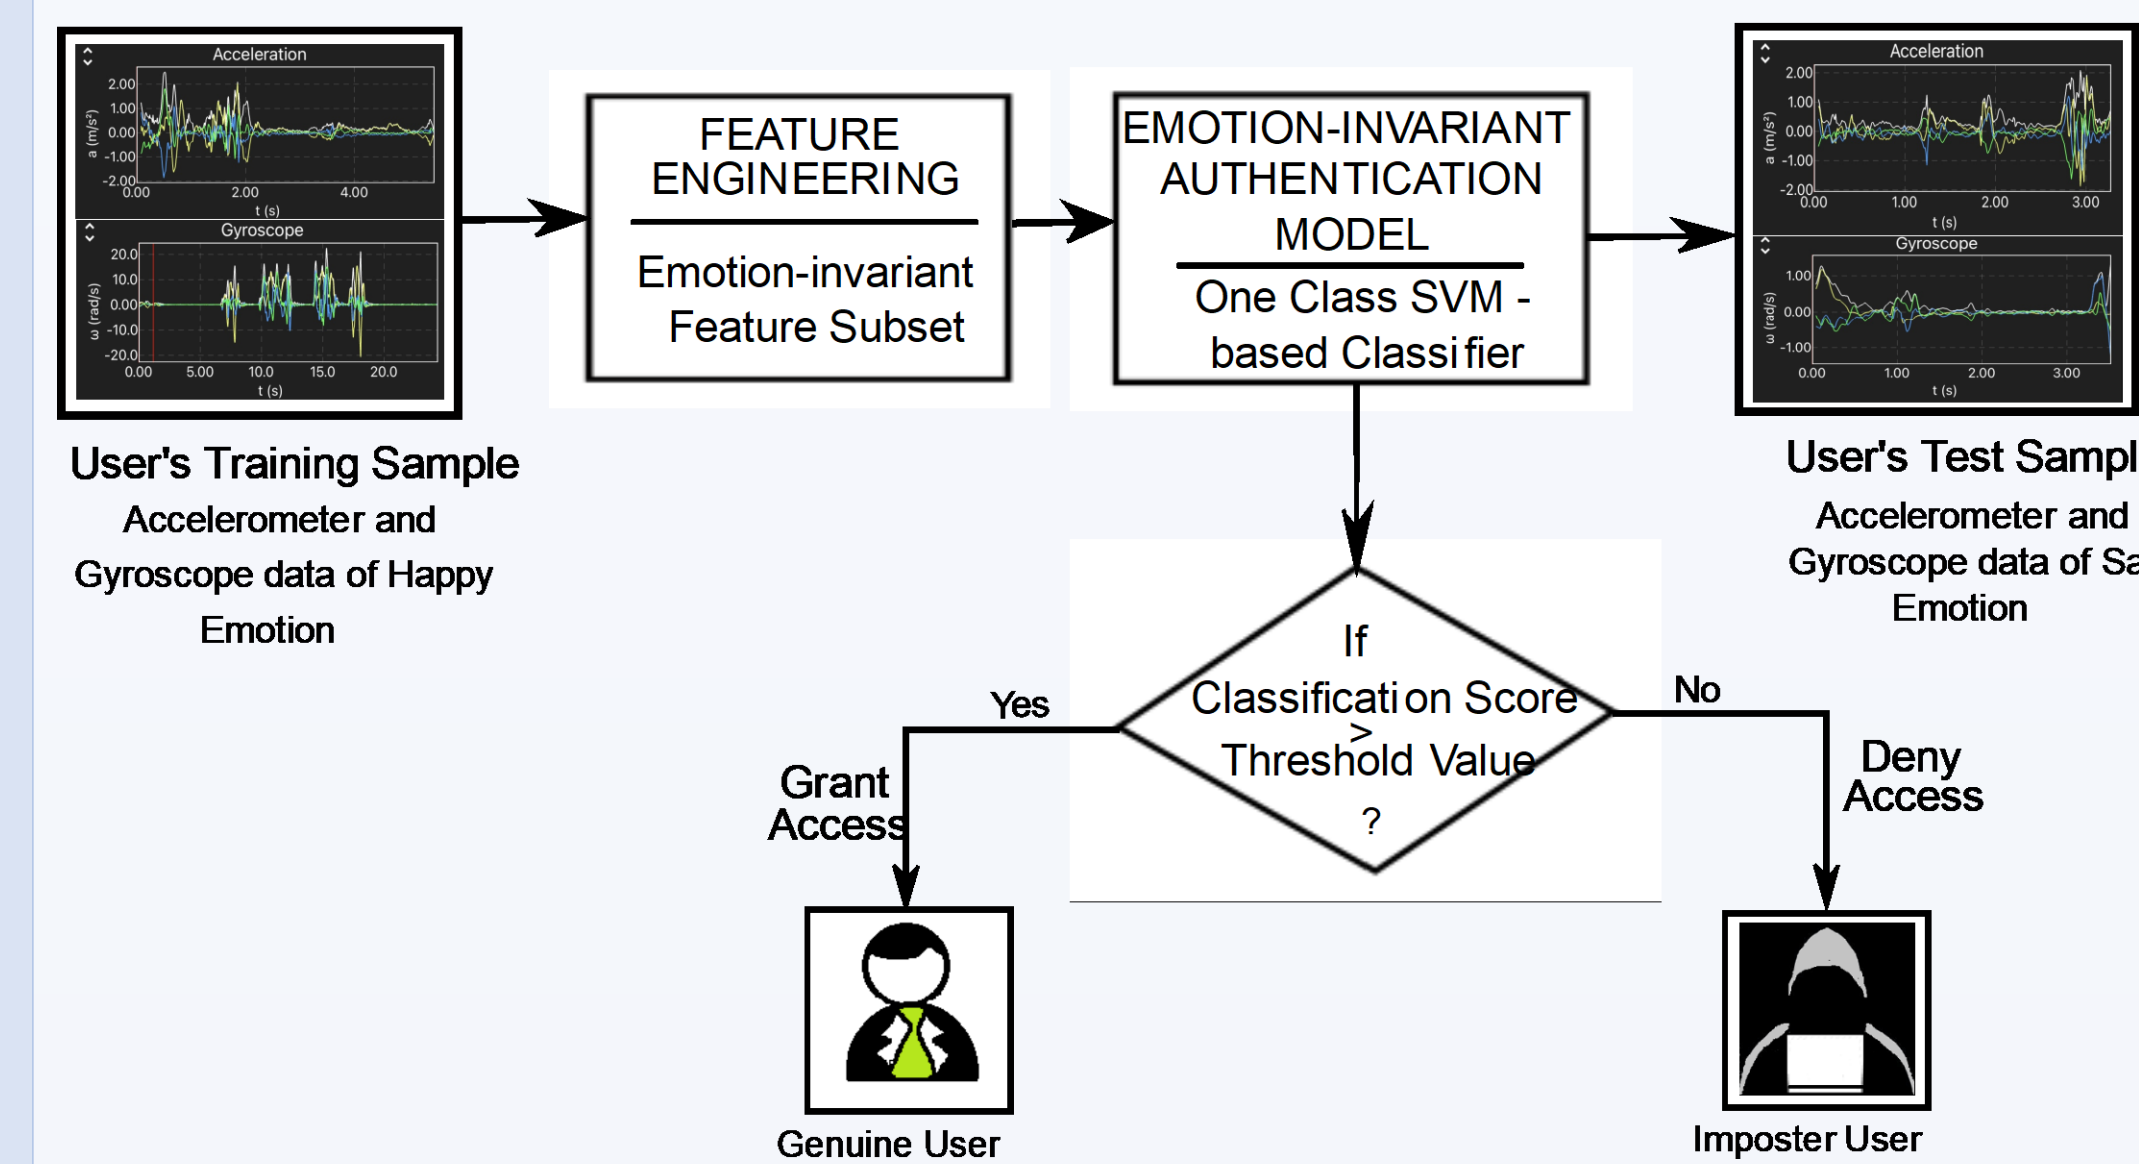 Acceleration
2.00
1.00
0.00
-1.00
-2.00
a (m/s²)
0.00 2.00 4.00
t (s)
Gyroscope
20.0
10.0
0.00
-10.0
-20.0
ω (rad/s)
0.00 5.00 10.0 15.0 20.0
t (s)
User's Training Sample
Accelerometer and
Gyroscope data of Happy
Emotion
FEATURE
ENGINEERING
Emotion-invariant
Feature Subset
EMOTION-INVARIANT
AUTHENTICATION
MODEL
One Class SVM -
based Classifier
Acceleration
2.00
1.00
0.00
-1.00
-2.00
a (m/s²)
0.00 1.00 2.00 3.00
t (s)
Gyroscope
1.00
0.00
-1.00
ω (rad/s)
0.00 1.00 2.00 3.00
t (s)
User's Test Sampl
Accelerometer and
Gyroscope data of Sa
Emotion
If
Classification Score
>
Threshold Value
?
Yes
No
Grant
Access
Deny
Access
Genuine User
Imposter User